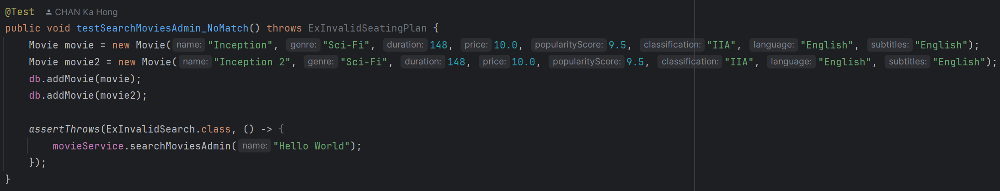 @Test CHAN Ka Hong
public void testSearchMoviesAdmin_NoMatch() throws ExInvalidSeatingPlan {
Movie movie = new Movie( name: "Inception", genre: "Sci-Fi", duration: 148, price: 10.0, popularityScore: 9.5, classification: "IIA", language: "English", subtitles: "English");
Movie movie2 = new Movie( name: "Inception 2", genre: "Sci-Fi", duration: 148, price: 10.0, popularityScore: 9.5, classification: "IIA", language: "English", subtitles: "English");
db.addMovie(movie);
db.addMovie(movie2);
assertThrows(ExInvalidSearch.class, () -> {
movieService.searchMoviesAdmin( name: "Hello World");
});
}